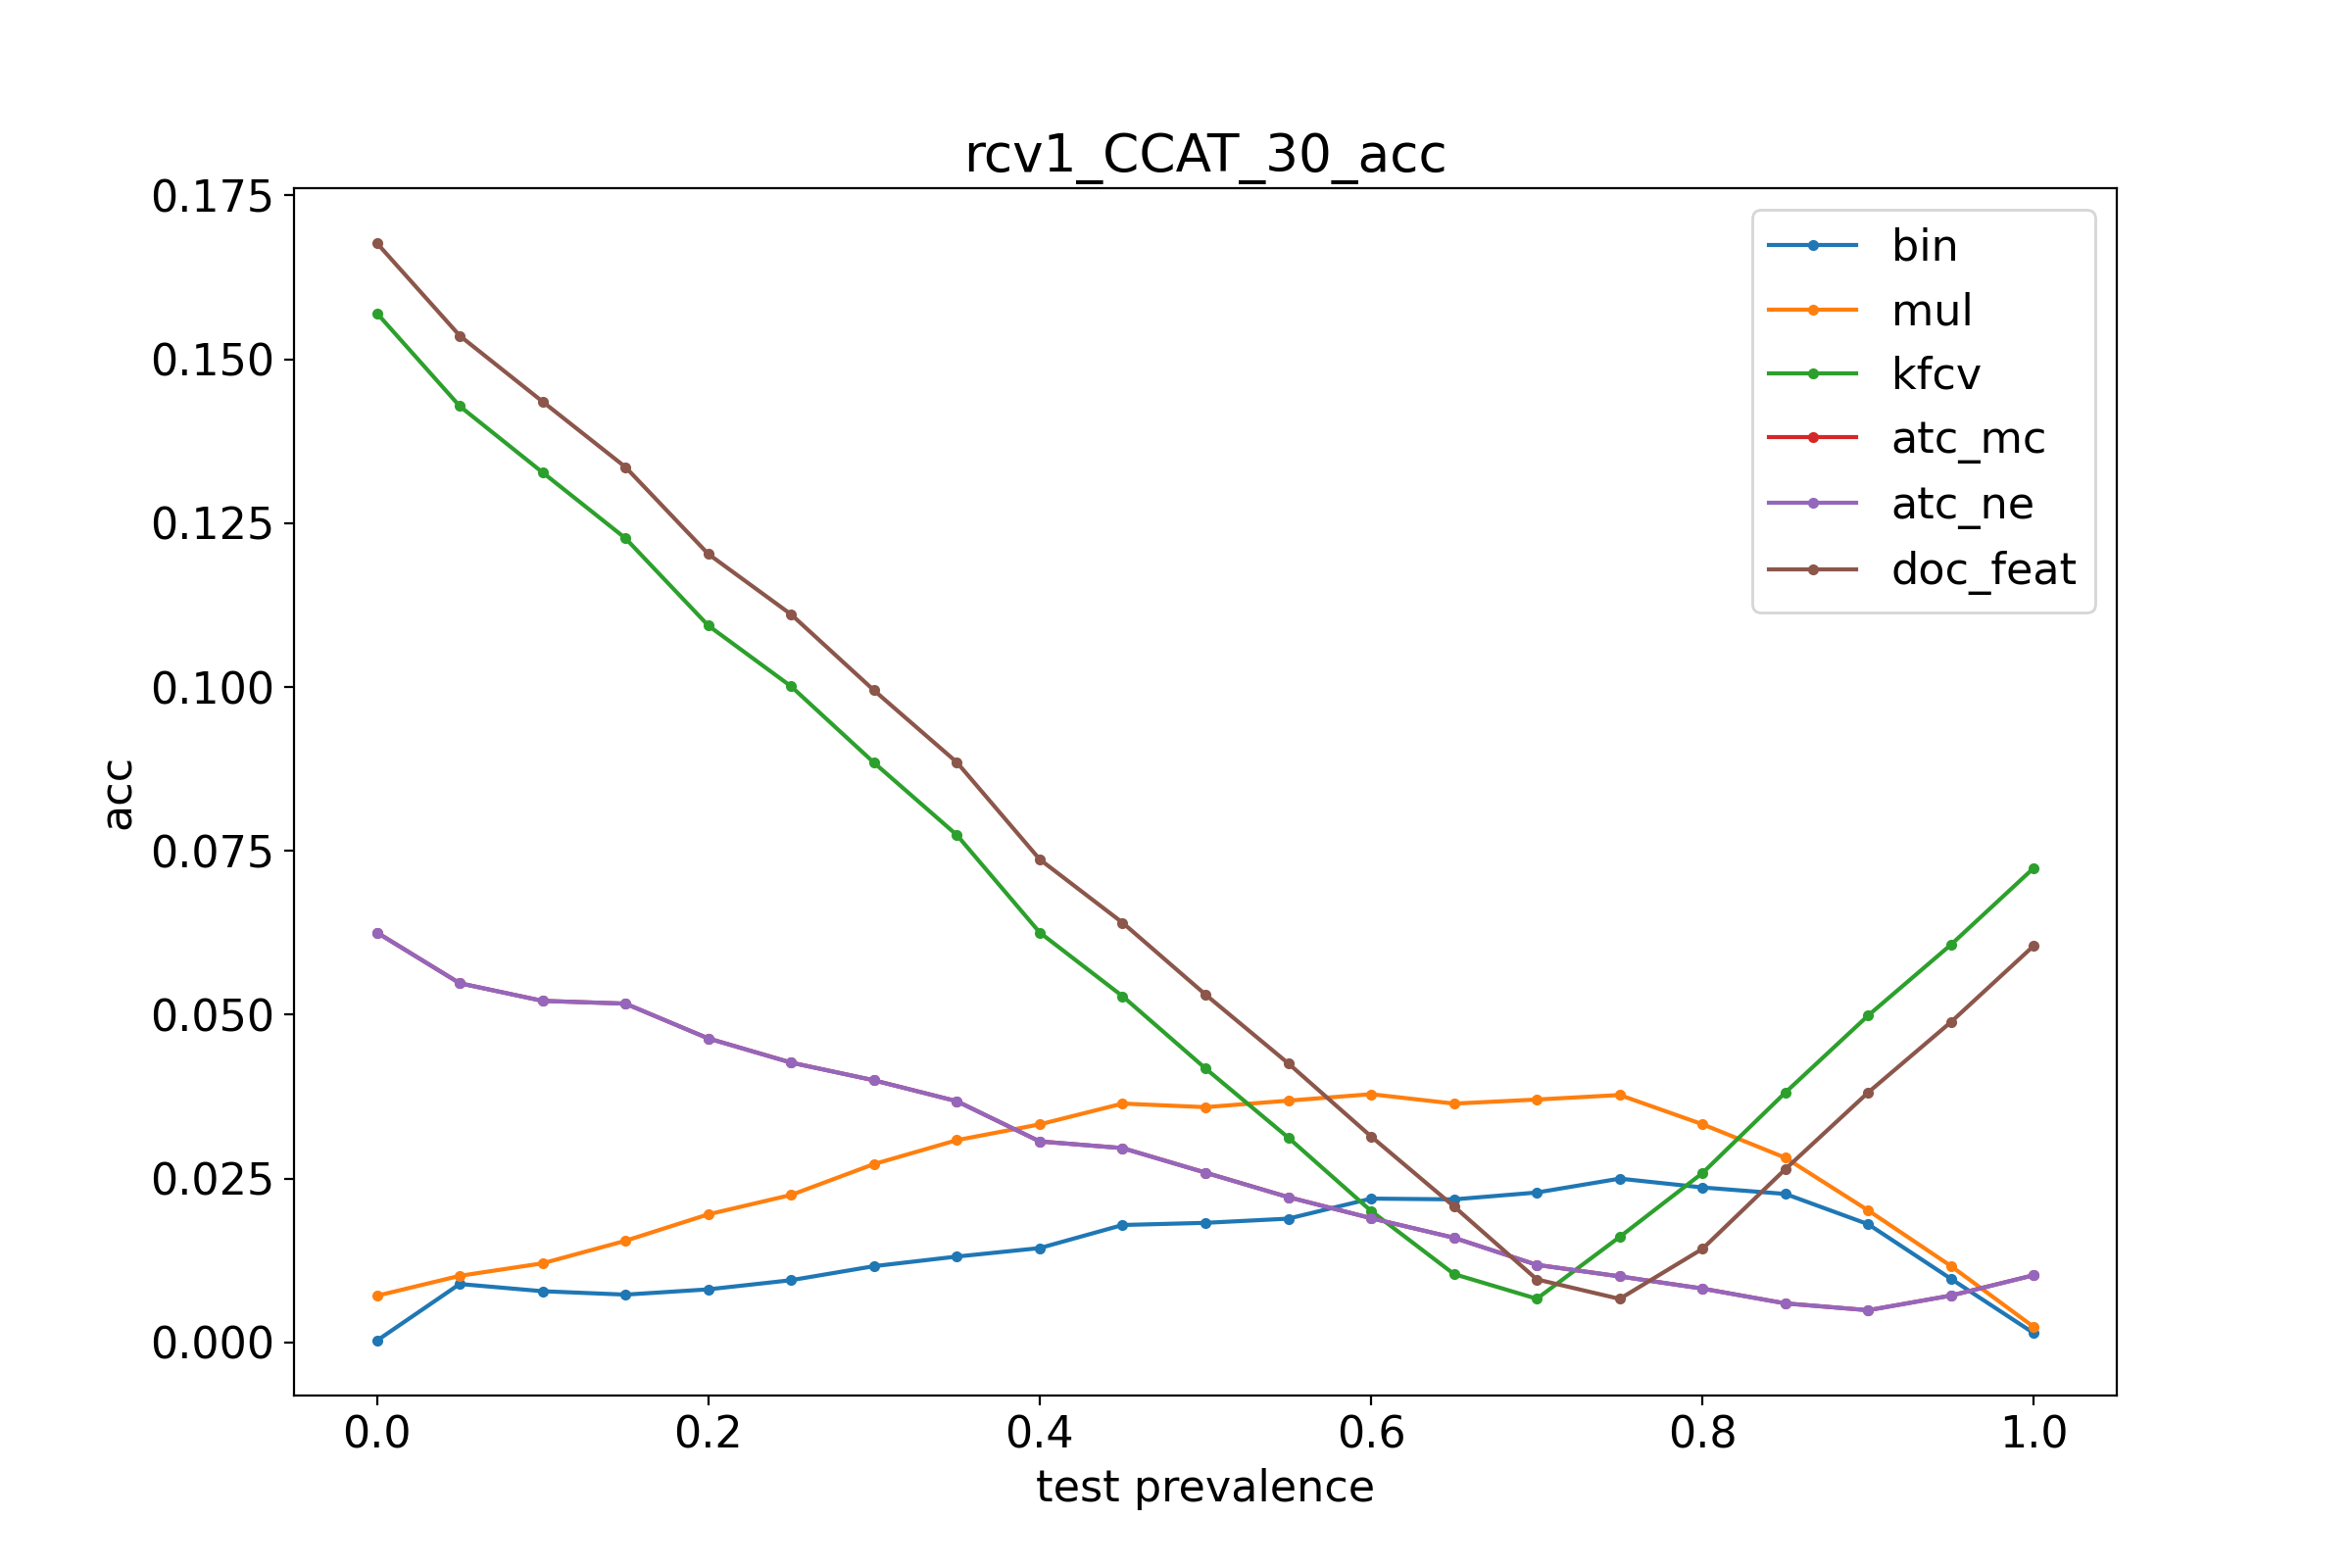 rcv1_CCAT_30_acc
0.175
0.150
0.125
0.100
0.075
0.050
0.025
0.000
acc
bin
mul
kfcv
atc_mc
atc_ne
doc_feat
0.0 0.2 0.4 0.6 0.8 1.0
test prevalence